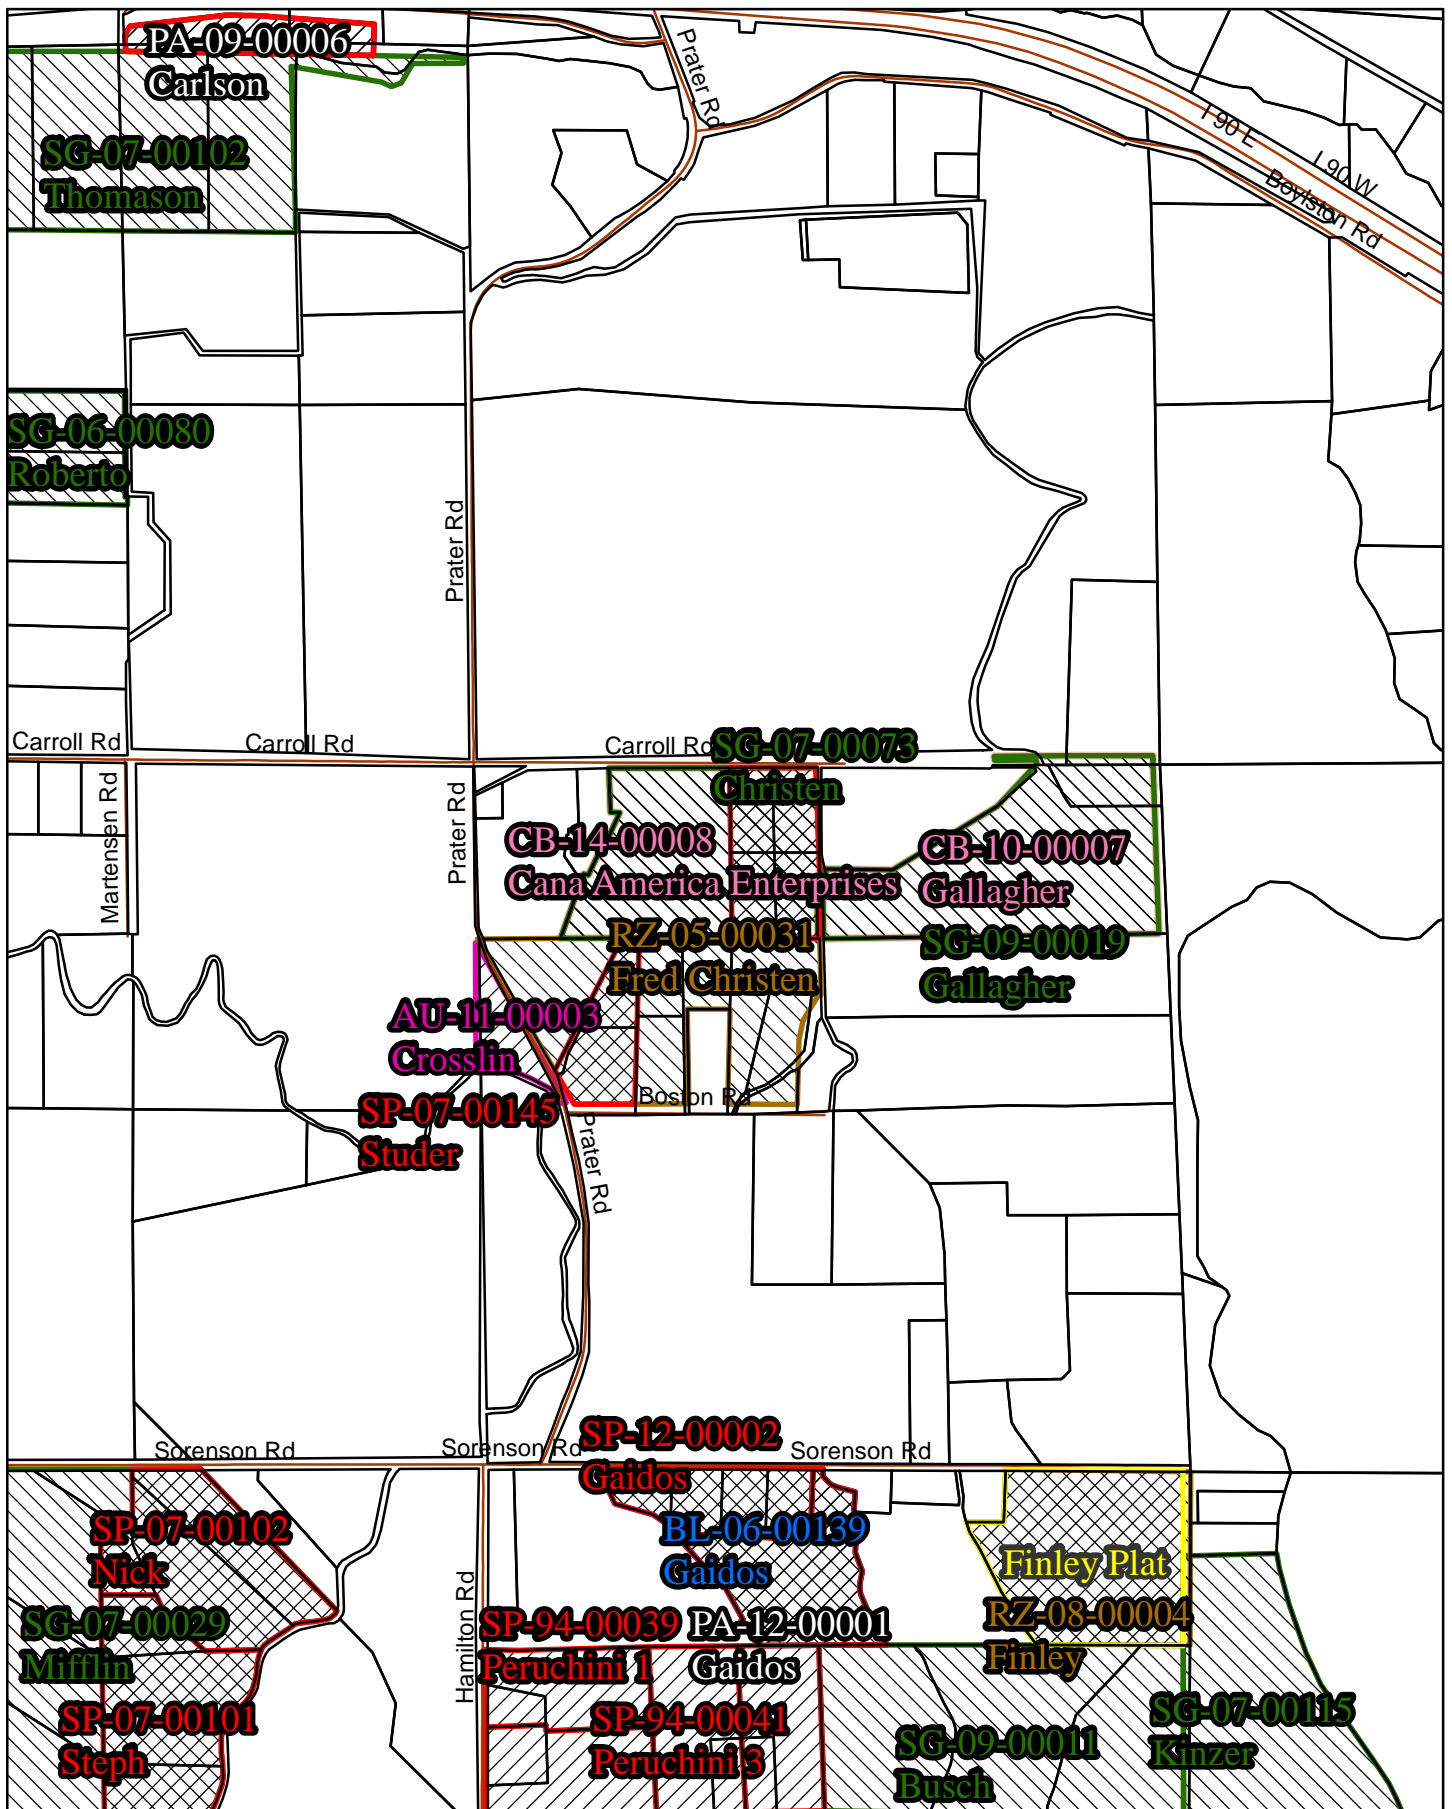 PA-09-00006
Carlson
Prater Rd
I 90 E
I 90 W
Boylston Rd
SG-07-00102
Thomason
SG-06-00080
Roberto
Prater Rd
Carroll Rd
Carroll Rd
Carroll Rd
SG-07-00073
Christen
Martensen Rd
Prater Rd
CB-14-00008
Cana America Enterprises
CB-10-00007
Gallagher
RZ-05-00031
Fred Christen
SG-09-00019
Gallagher
AU-11-00003
Crosslin
SP-07-00145
Studer
Boston Rd
Prater Rd
Sorenson Rd
Sorenson Rd
Sorenson Rd
SP-12-00002
Gaidos
SP-07-00102
Nick
BL-06-00139
Gaidos
Finley Plat
SG-07-00029
Mifflin
Hamilton Rd
SP-94-00039
Peruchini 1
PA-12-00001
Gaidos
RZ-08-00004
Finley
SP-07-00101
Steph
SP-94-00041
Peruchini 3
SG-09-00011
Busch
SG-07-00115
Kinzer